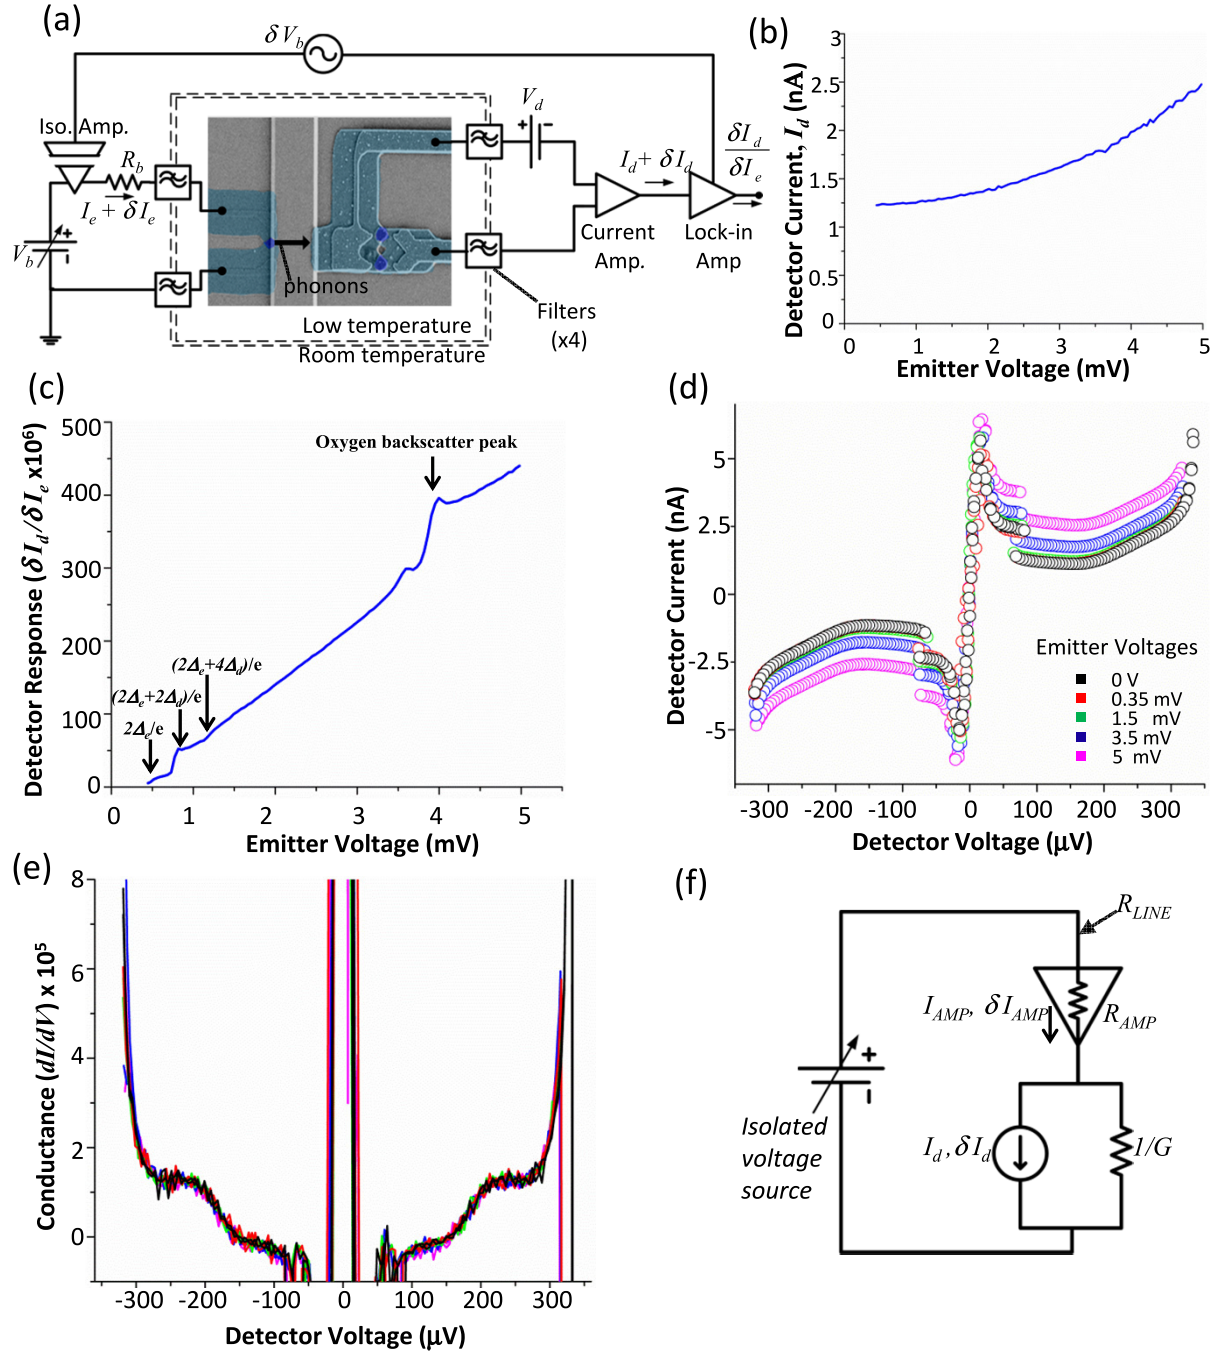 (a)
δV_b
Iso. Amp.
R_b
I_e + δI_e
V_b
phonons
Low temperature
Room temperature
V_d
Filters
(x4)
I_d + δI_d
Current
Amp.
δI_d
δI_e
Lock-in
Amp
(b)
Detector Current, I_d (nA)
3
2.5
2
1.5
1
0.5
0
0 1 2 3 4 5
Emitter Voltage (mV)
(c)
Detector Response (δI_d/δI_e x10⁶)
500
400
300
200
100
0
Oxygen backscatter peak
(2Δ_e+4Δ_d)/e
(2Δ_e+2Δ_d)/e
2Δ_e/e
0 1 2 3 4 5
Emitter Voltage (mV)
(d)
Detector Current (nA)
5
2.5
0
-2.5
-5
Emitter Voltages
0 V
0.35 mV
1.5 mV
3.5 mV
5 mV
-300 -200 -100 0 100 200 300
Detector Voltage (μV)
(e)
Conductance (dI/dV) x 10⁵
8
6
4
2
0
-300 -200 -100 0 100 200 300
Detector Voltage (μV)
(f)
R_LINE
I_AMP, δI_AMP
R_AMP
+
-
Isolated
voltage
source
I_d, δI_d
1/G